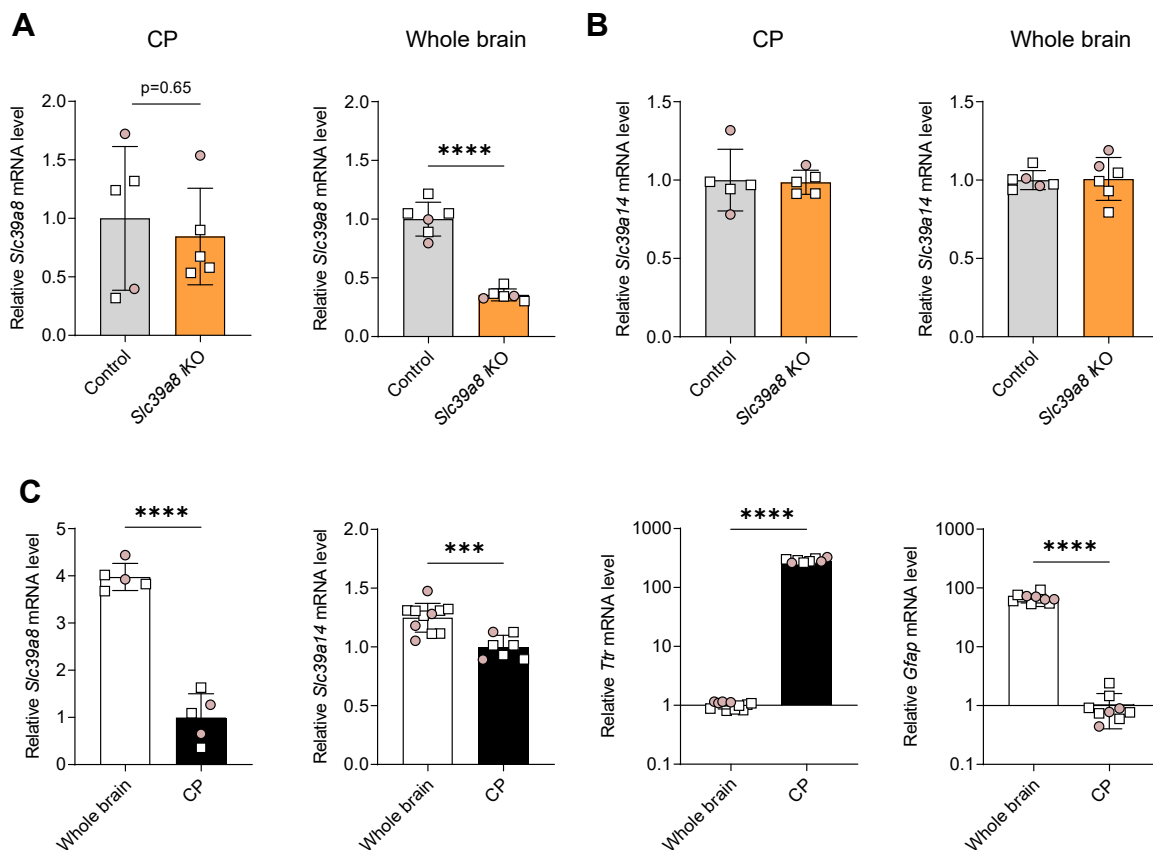 A
CP
Whole brain
B
CP
Whole brain
Relative Slc39a8 mRNA level
2.0
1.5
1.0
0.5
0.0
p=0.65
Control
Slc39a8 iKO
Relative Slc39a8 mRNA level
2.0
1.5
1.0
0.5
0.0
****
Control
Slc39a8 iKO
Relative Slc39a14 mRNA level
1.5
1.0
0.5
0.0
Control
Slc39a8 iKO
Relative Slc39a14 mRNA level
1.5
1.0
0.5
0.0
Control
Slc39a8 iKO
C
Relative Slc39a8 mRNA level
5
4
3
2
1
0
****
Whole brain
CP
Relative Slc39a14 mRNA level
2.0
1.5
1.0
0.5
0.0
***
Whole brain
CP
Relative Ttr mRNA level
1000
100
10
1
0.1
****
Whole brain
CP
Relative Gfap mRNA level
1000
100
10
1
0.1
****
Whole brain
CP